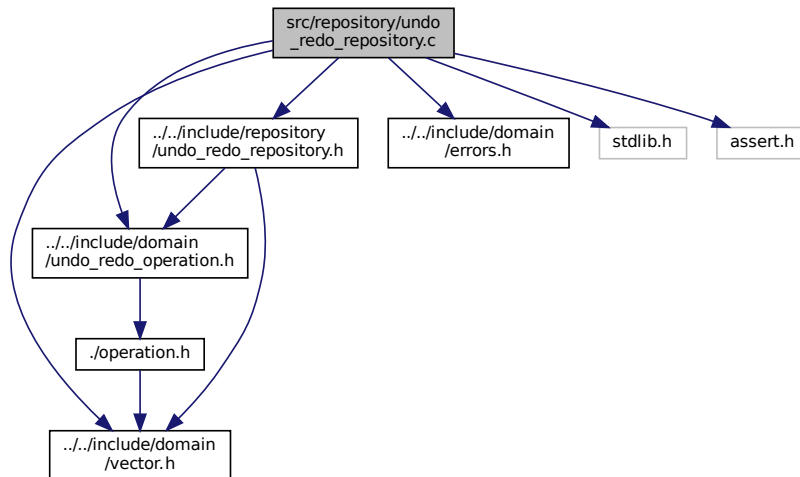 src/repository/undo
_redo_repository.c
../../include/repository
/undo_redo_repository.h
../../include/domain
/errors.h
stdlib.h
assert.h
../../include/domain
/undo_redo_operation.h
./operation.h
../../include/domain
/vector.h